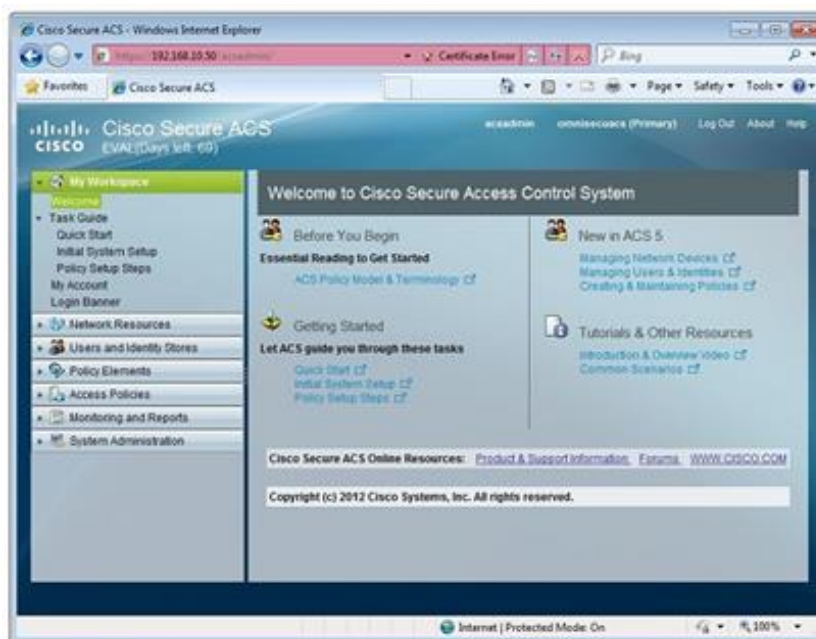 Cisco Secure ACS - Windows Internet Explorer
https://192.168.10.50/acsadmin/
Certificate Error
Bing
Favorites
Cisco Secure ACS
Page
Safety
Tools
CISCO
Cisco Secure ACS
EVAL(Days left: 69)
acsadmin
omnisecuacs (Primary)
Log Out
About
Help
My Workspace
Welcome
Task Guide
Quick Start
Initial System Setup
Policy Setup Steps
My Account
Login Banner
Network Resources
Users and Identity Stores
Policy Elements
Access Policies
Monitoring and Reports
System Administration
Welcome to Cisco Secure Access Control System
Before You Begin
Essential Reading to Get Started
ACS Policy Model & Terminology
Getting Started
Let ACS guide you through these tasks
Quick Start
Initial System Setup
Policy Setup Steps
New in ACS 5
Managing Network Devices
Managing Users & Identities
Creating & Maintaining Policies
Tutorials & Other Resources
Introduction & Overview Video
Common Scenarios
Cisco Secure ACS Online Resources: Product & Support Information Forums WWW.CISCO.COM
Copyright (c) 2012 Cisco Systems, Inc. All rights reserved.
Internet | Protected Mode: On
100%